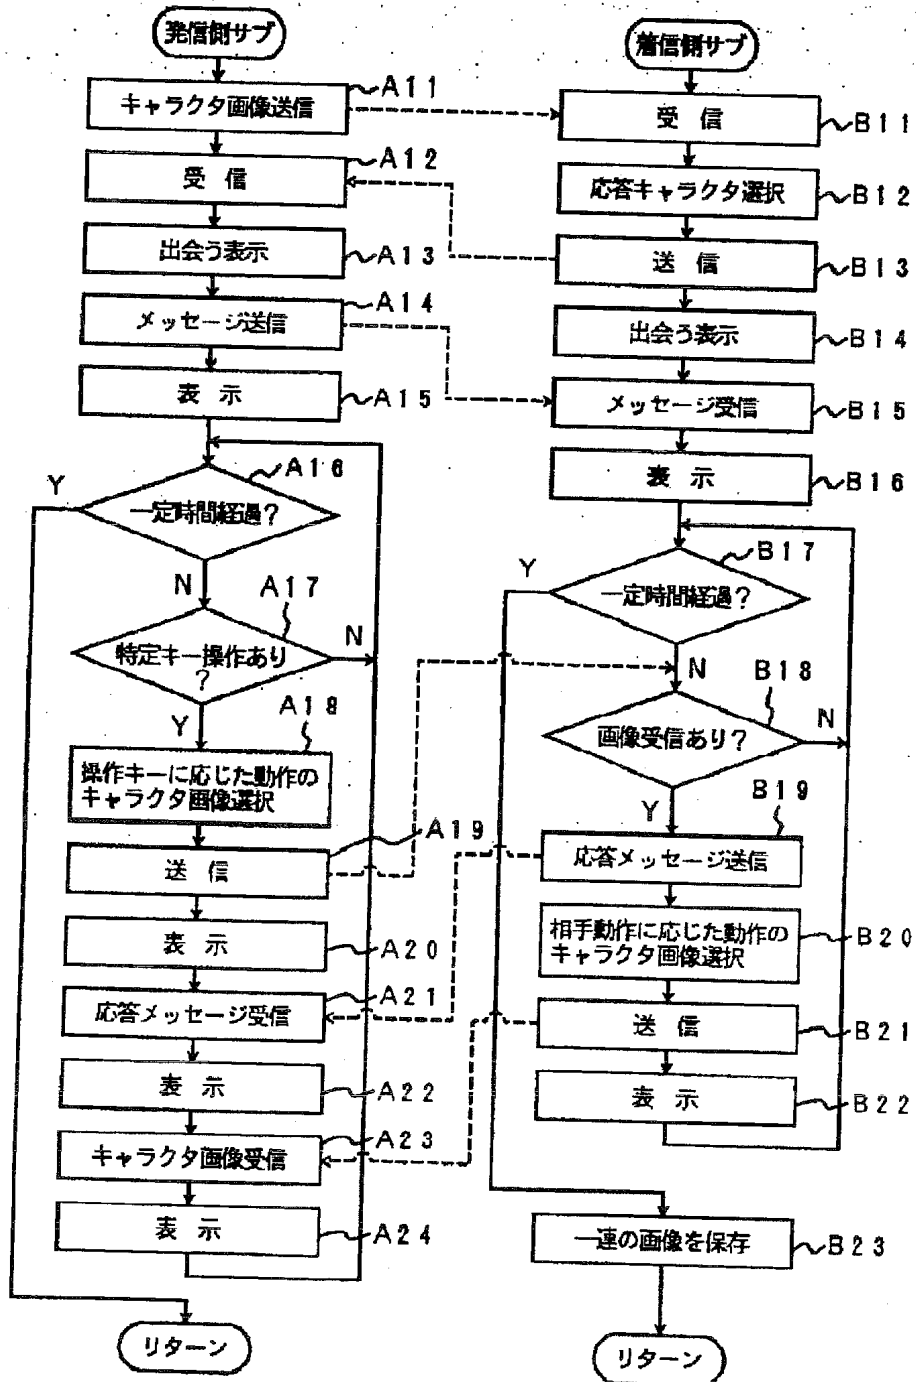 発信側サブ
キャラクタ画像送信
A11
受 信
A12
出会う表示
A13
メッセージ送信
A14
表 示
A15
一定時間経過?
A16
Y
N
特定キー操作あり
?
A17
N
Y
操作キーに応じた動作の
キャラクタ画像選択
A18
送 信
A19
表 示
A20
応答メッセージ受信
A21
表 示
A22
キャラクタ画像受信
A23
表 示
A24
リターン
着信側サブ
受 信
B11
応答キャラクタ選択
B12
送 信
B13
出会う表示
B14
メッセージ受信
B15
表 示
B16
一定時間経過?
B17
Y
N
画像受信あり?
B18
N
Y
応答メッセージ送信
B19
相手動作に応じた動作の
キャラクタ画像選択
B20
送 信
B21
表 示
B22
一連の画像を保存
B23
リターン